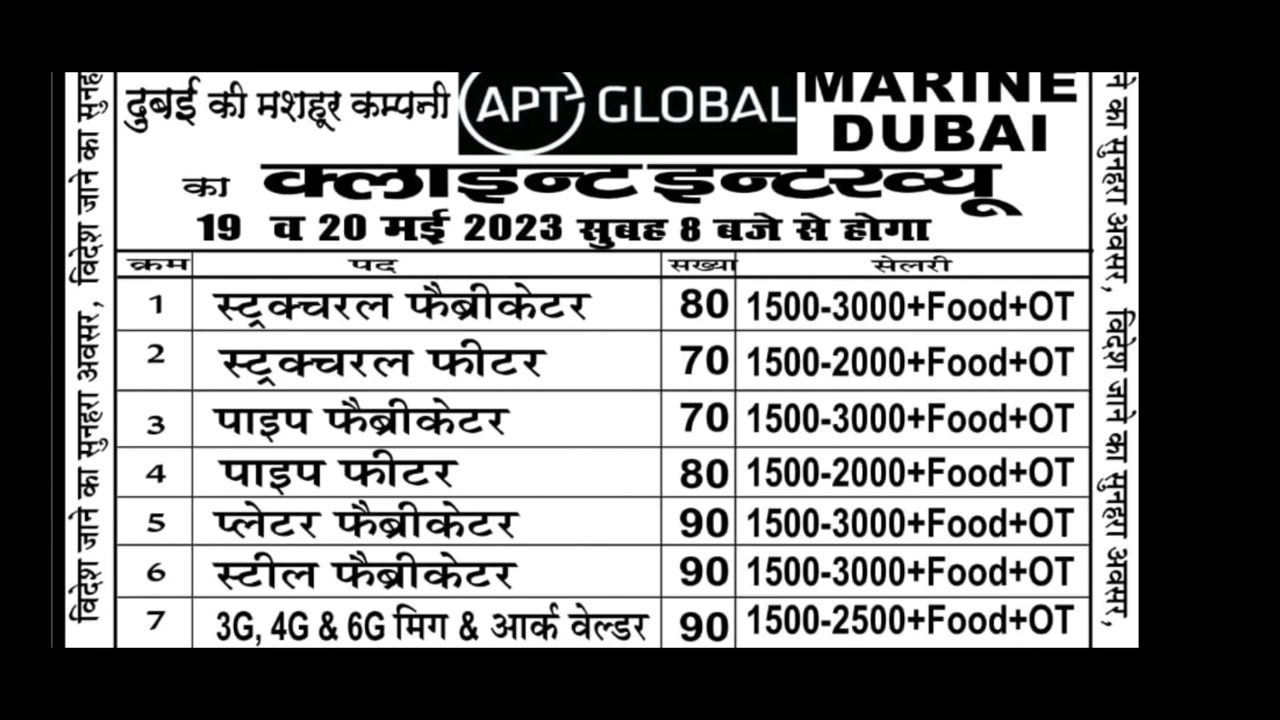 दुबई की मशहूर कम्पनी APT GLOBAL MARINE DUBAI
का क्लाइन्ट इन्टरव्यू
19 व 20 मई 2023 सुबह 8 बजे से होगा
क्रम पद सख्या सेलरी
1 स्ट्रक्चरल फैब्रीकेटर 80 1500-3000+Food+OT
2 स्ट्रक्चरल फीटर 70 1500-2000+Food+OT
3 पाइप फैब्रीकेटर 70 1500-3000+Food+OT
4 पाइप फीटर 80 1500-2000+Food+OT
5 प्लेटर फैब्रीकेटर 90 1500-3000+Food+OT
6 स्टील फैब्रीकेटर 90 1500-3000+Food+OT
7 3G, 4G & 6G मिग & आर्क वेल्डर 90 1500-2500+Food+OT
विदेश जाने का सुनहरा अवसर, विदेश जाने का
का सुनहरा अवसर, विदेश जाने का सुनहरा अवसर,